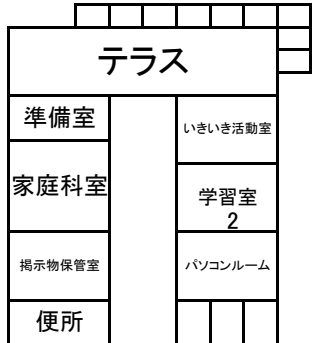 テラス
準備室
いきいき活動室
家庭科室
学習室
2
掲示物保管室
パソコンルーム
便所